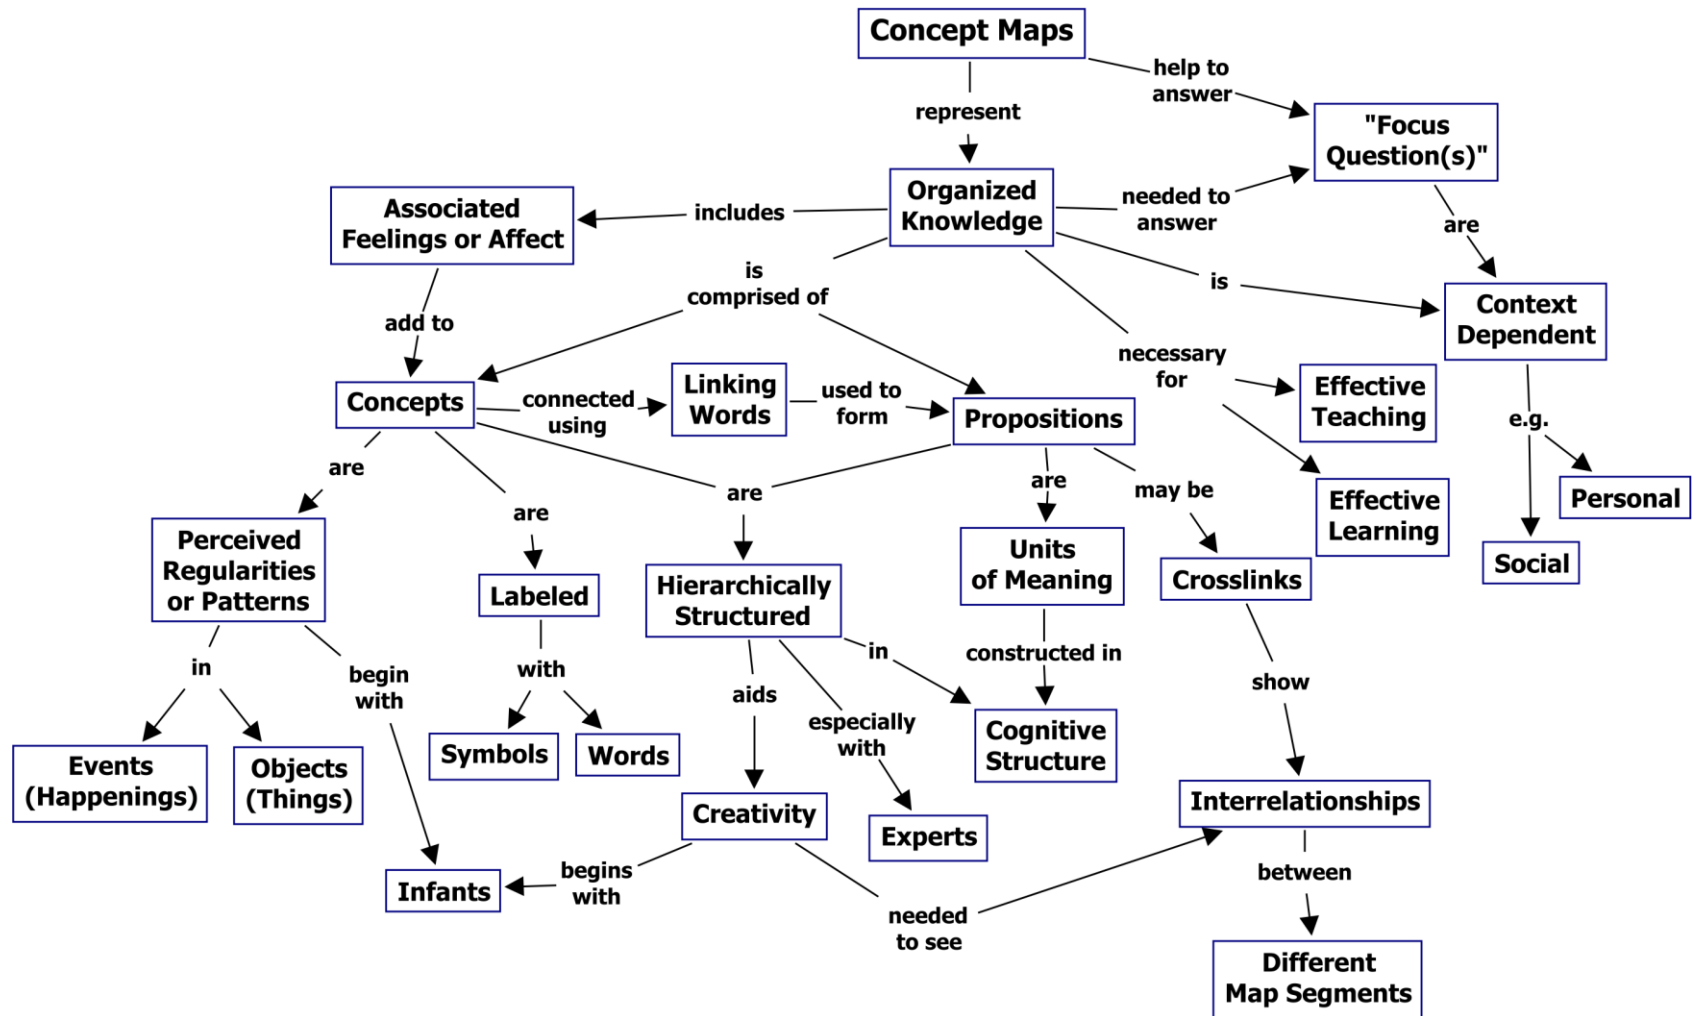 Concept Maps
help to
answer
represent
"Focus
Question(s)"
Organized
Knowledge
needed to
answer
Associated
Feelings or Affect
includes
are
is
comprised of
is
Context
Dependent
add to
necessary
for
Concepts
connected
using
Linking
Words
used to
form
Propositions
Effective
Teaching
e.g.
are
are
are
are
may be
Effective
Learning
Personal
Social
Perceived
Regularities
or Patterns
Labeled
Hierarchically
Structured
Units
of Meaning
Crosslinks
in
begin
with
with
aids
especially
with
in
constructed in
show
Events
(Happenings)
Objects
(Things)
Symbols
Words
Cognitive
Structure
Creativity
Experts
Interrelationships
Infants
begins
with
needed
to see
between
Different
Map Segments